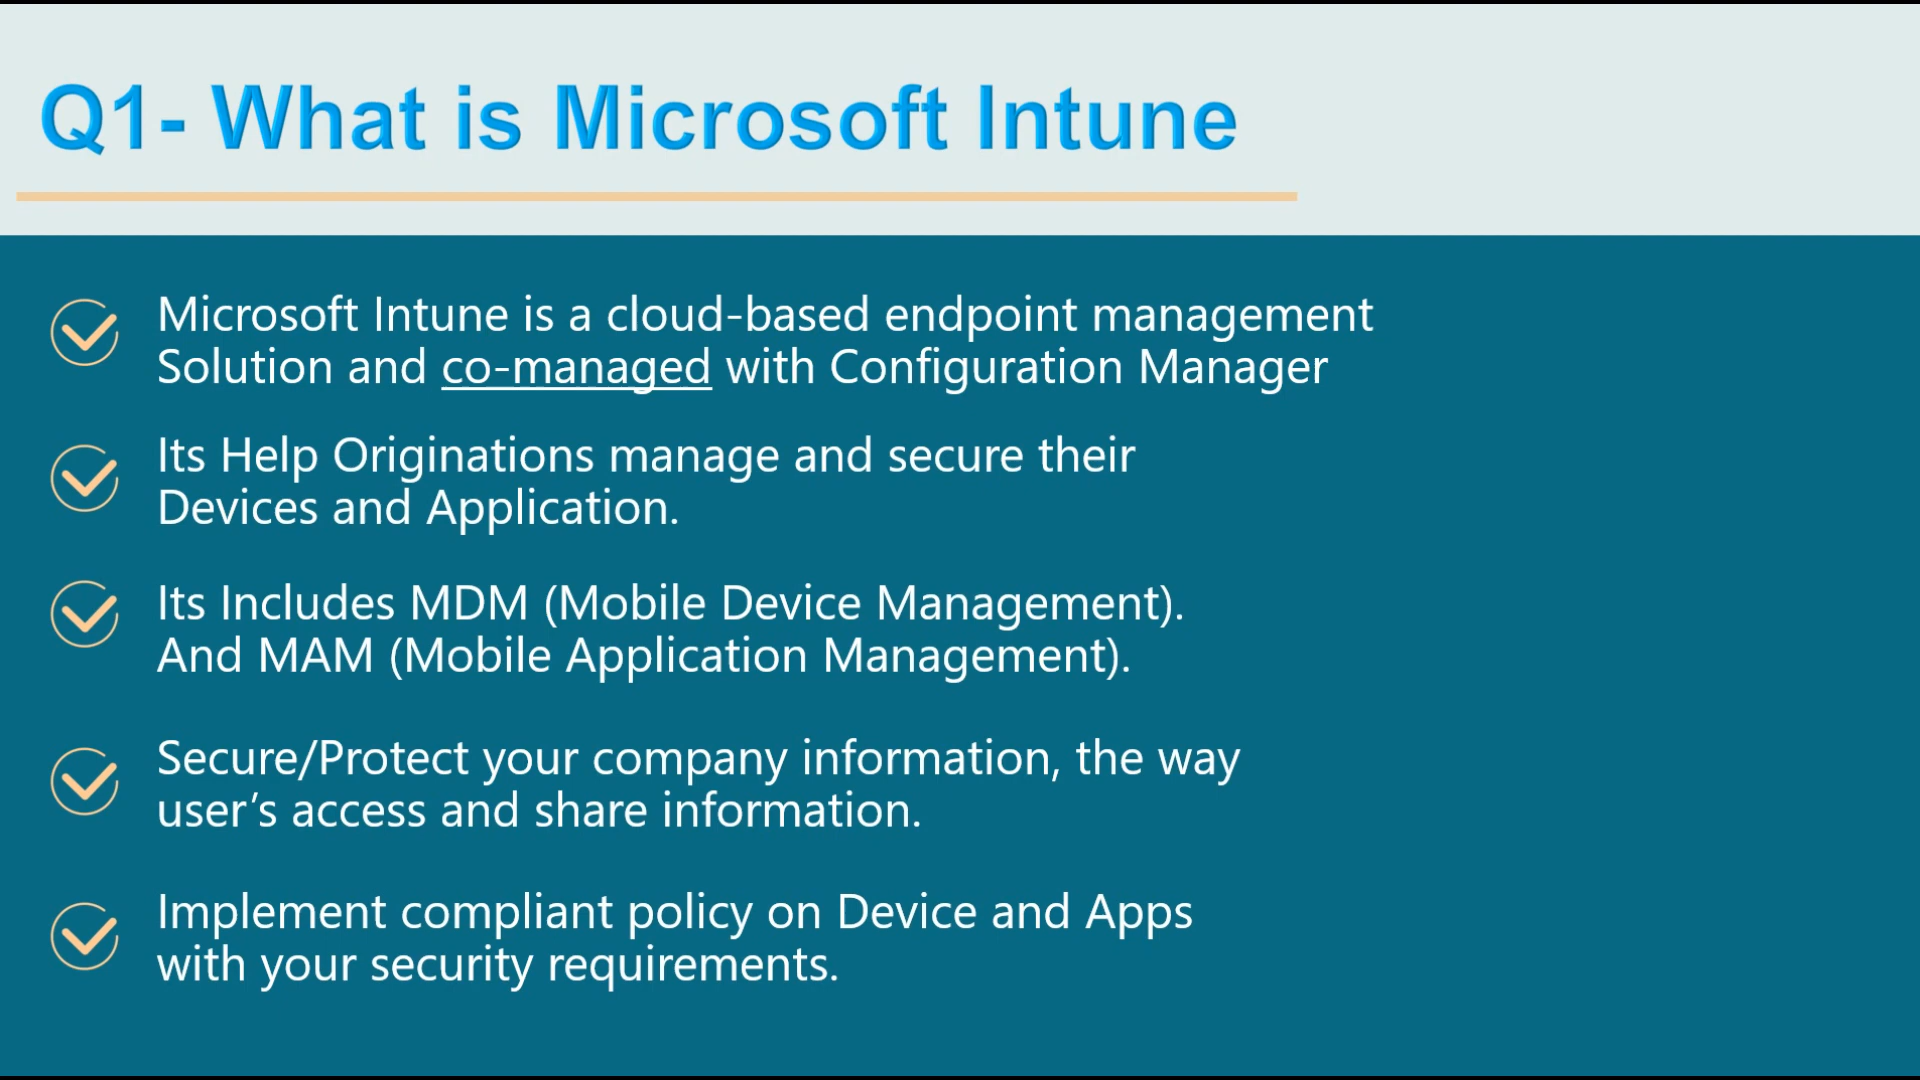 Q1- What is Microsoft Intune
Microsoft Intune is a cloud-based endpoint management
Solution and co-managed with Configuration Manager
Its Help Originations manage and secure their
Devices and Application.
Its Includes MDM (Mobile Device Management).
And MAM (Mobile Application Management).
Secure/Protect your company information, the way
user’s access and share information.
Implement compliant policy on Device and Apps
with your security requirements.